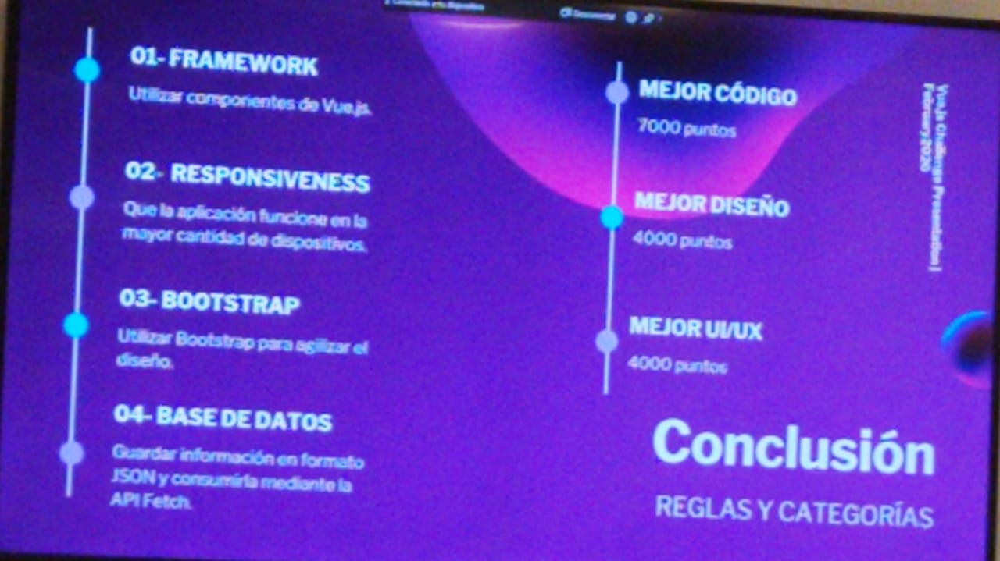 01- FRAMEWORK
Utilizar componentes de Vue.js.
02- RESPONSIVENESS
Que la aplicación funcione en la
mayor cantidad de dispositivos.
03- BOOTSTRAP
Utilizar Bootstrap para agilizar el
diseño.
04- BASE DE DATOS
Guardar información en formato
JSON y consumirla mediante la
API Fetch.
MEJOR CÓDIGO
7000 puntos
MEJOR DISEÑO
4000 puntos
MEJOR UI/UX
4000 puntos
Conclusión
REGLAS Y CATEGORÍAS
Vue.js Challenge Presentation |
February 2020